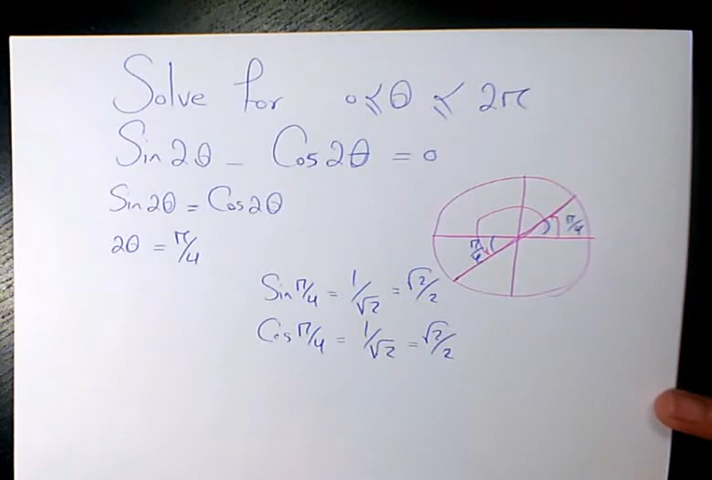 Solve for 0 ⩽ θ ⩽ 2π
Sin 2θ - Cos 2θ = 0
Sin 2θ = Cos 2θ
2θ = π/4
π/4
π/4
Sin π/4 = 1/√2 = √2/2
Cos π/4 = 1/√2 = √2/2